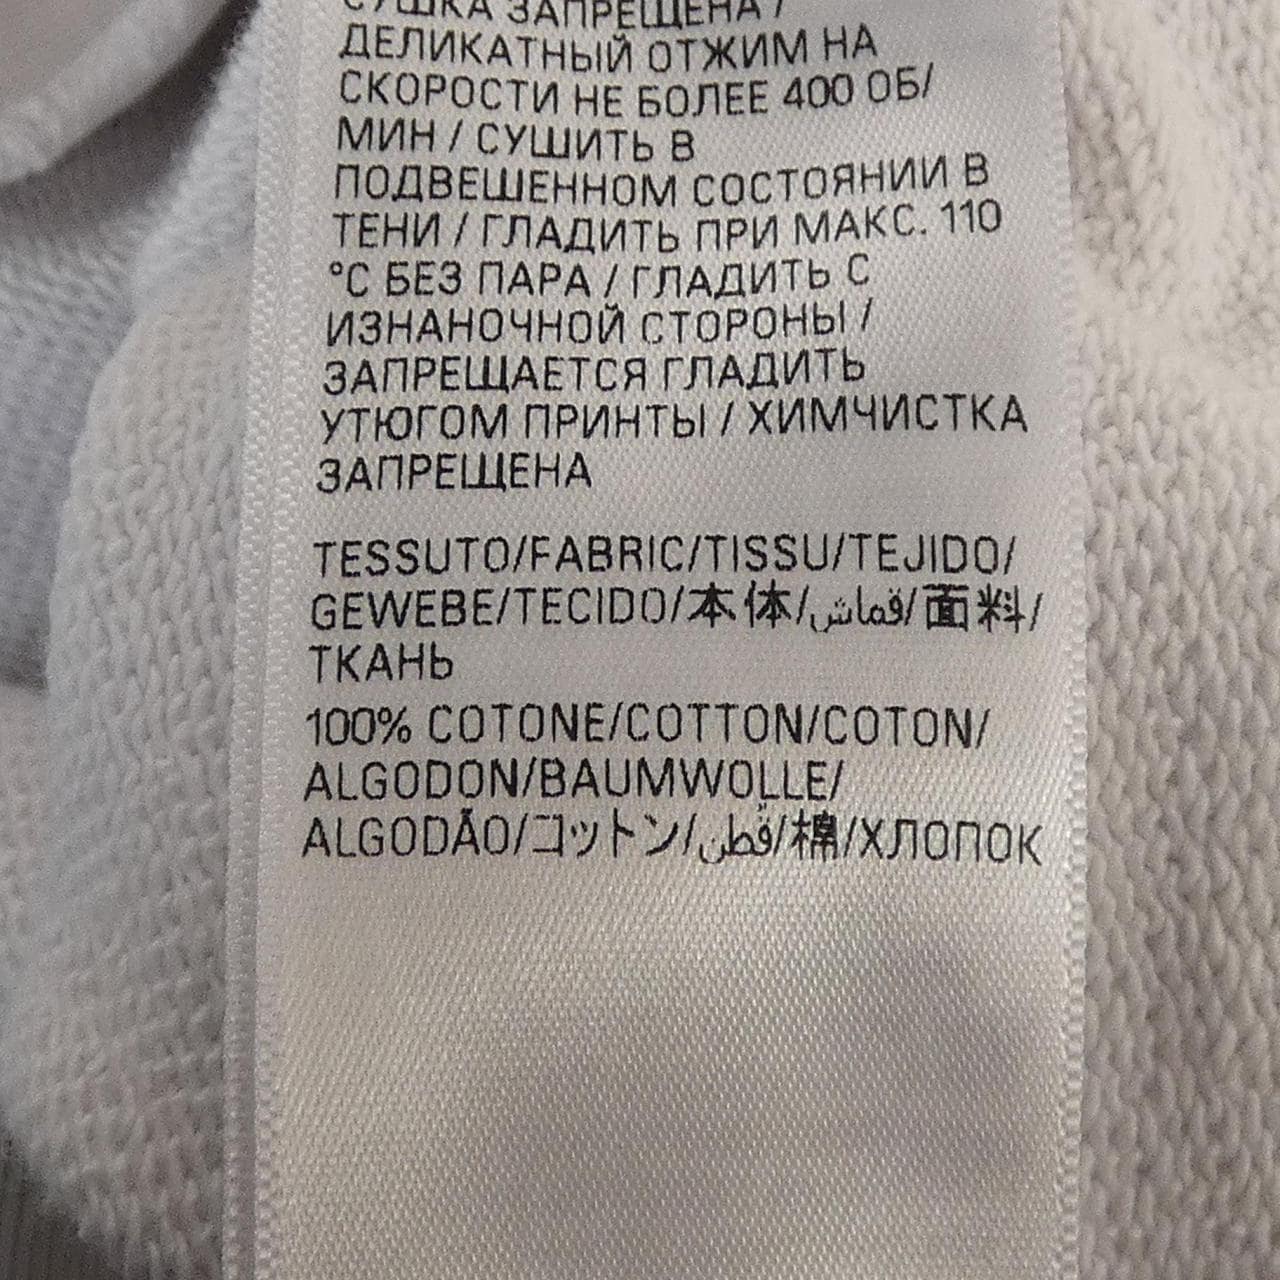 СУШКА ЗАПРЕЩЕНА /
ДЕЛИКАТНЫЙ ОТЖИМ НА
СКОРОСТИ НЕ БОЛЕЕ 400 ОБ/
МИН / СУШИТЬ В
ПОДВЕШЕННОМ СОСТОЯНИИ В
ТЕНИ / ГЛАДИТЬ ПРИ МАКС. 110
°C БЕЗ ПАРА / ГЛАДИТЬ С
ИЗНАНОЧНОЙ СТОРОНЫ /
ЗАПРЕЩАЕТСЯ ГЛАДИТЬ
УТЮГОМ ПРИНТЫ / ХИМЧИСТКА
ЗАПРЕЩЕНА
TESSUTO/FABRIC/TISSU/TEJIDO/
GEWEBE/TECIDO/本体/قماش/面料/
ТКАНЬ
100% COTONE/COTTON/COTON/
ALGODON/BAUMWOLLE/
ALGODÃO/コットン/قطن/棉/ХЛОПОК